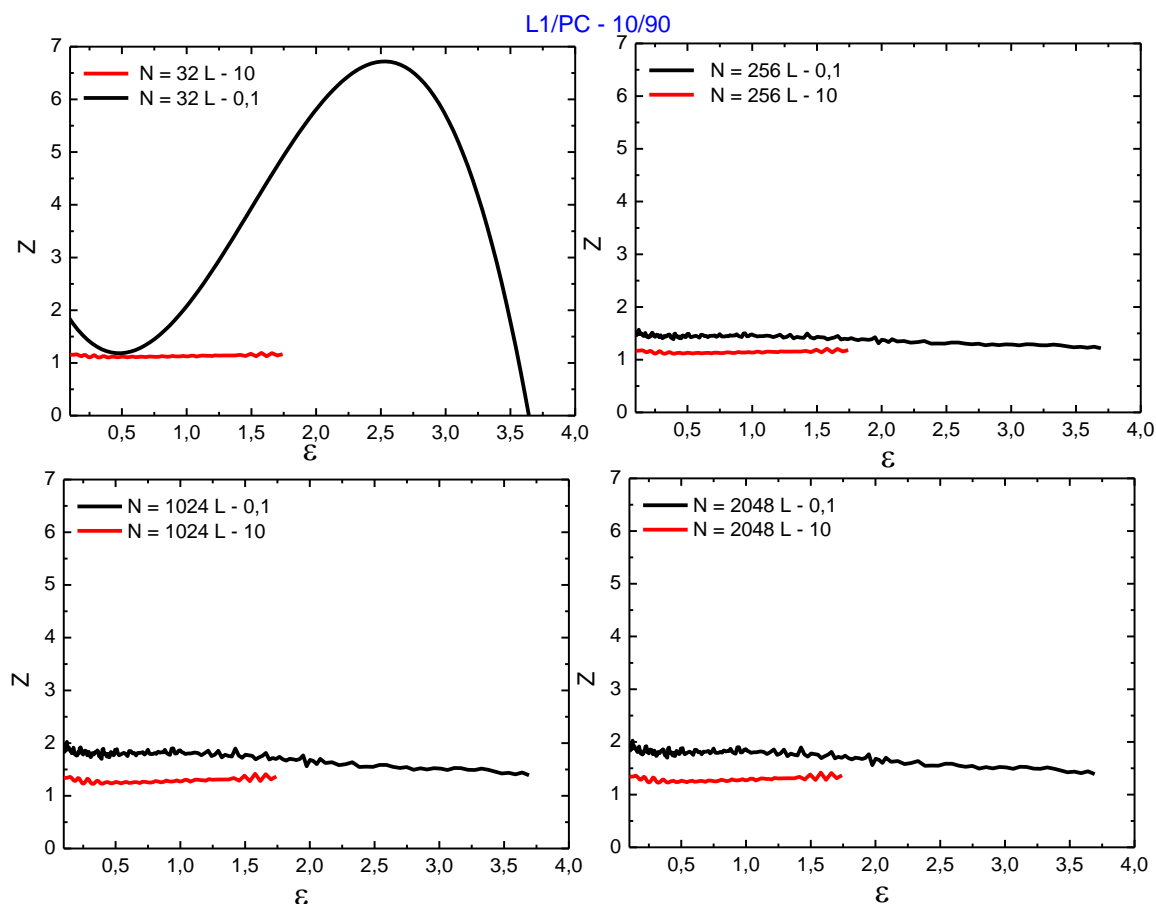 L1/PC - 10/90
7
6
5
4
3
2
1
0
Z
N = 32 L - 10
N = 32 L - 0,1
0,5 1,0 1,5 2,0 2,5 3,0 3,5 4,0
ε
7
6
5
4
3
2
1
0
Z
N = 256 L - 0,1
N = 256 L - 10
0,5 1,0 1,5 2,0 2,5 3,0 3,5 4,0
ε
7
6
5
4
3
2
1
0
Z
N = 1024 L - 0,1
N = 1024 L - 10
0,5 1,0 1,5 2,0 2,5 3,0 3,5 4,0
ε
7
6
5
4
3
2
1
0
Z
N = 2048 L - 0,1
N = 2048 L - 10
0,5 1,0 1,5 2,0 2,5 3,0 3,5 4,0
ε